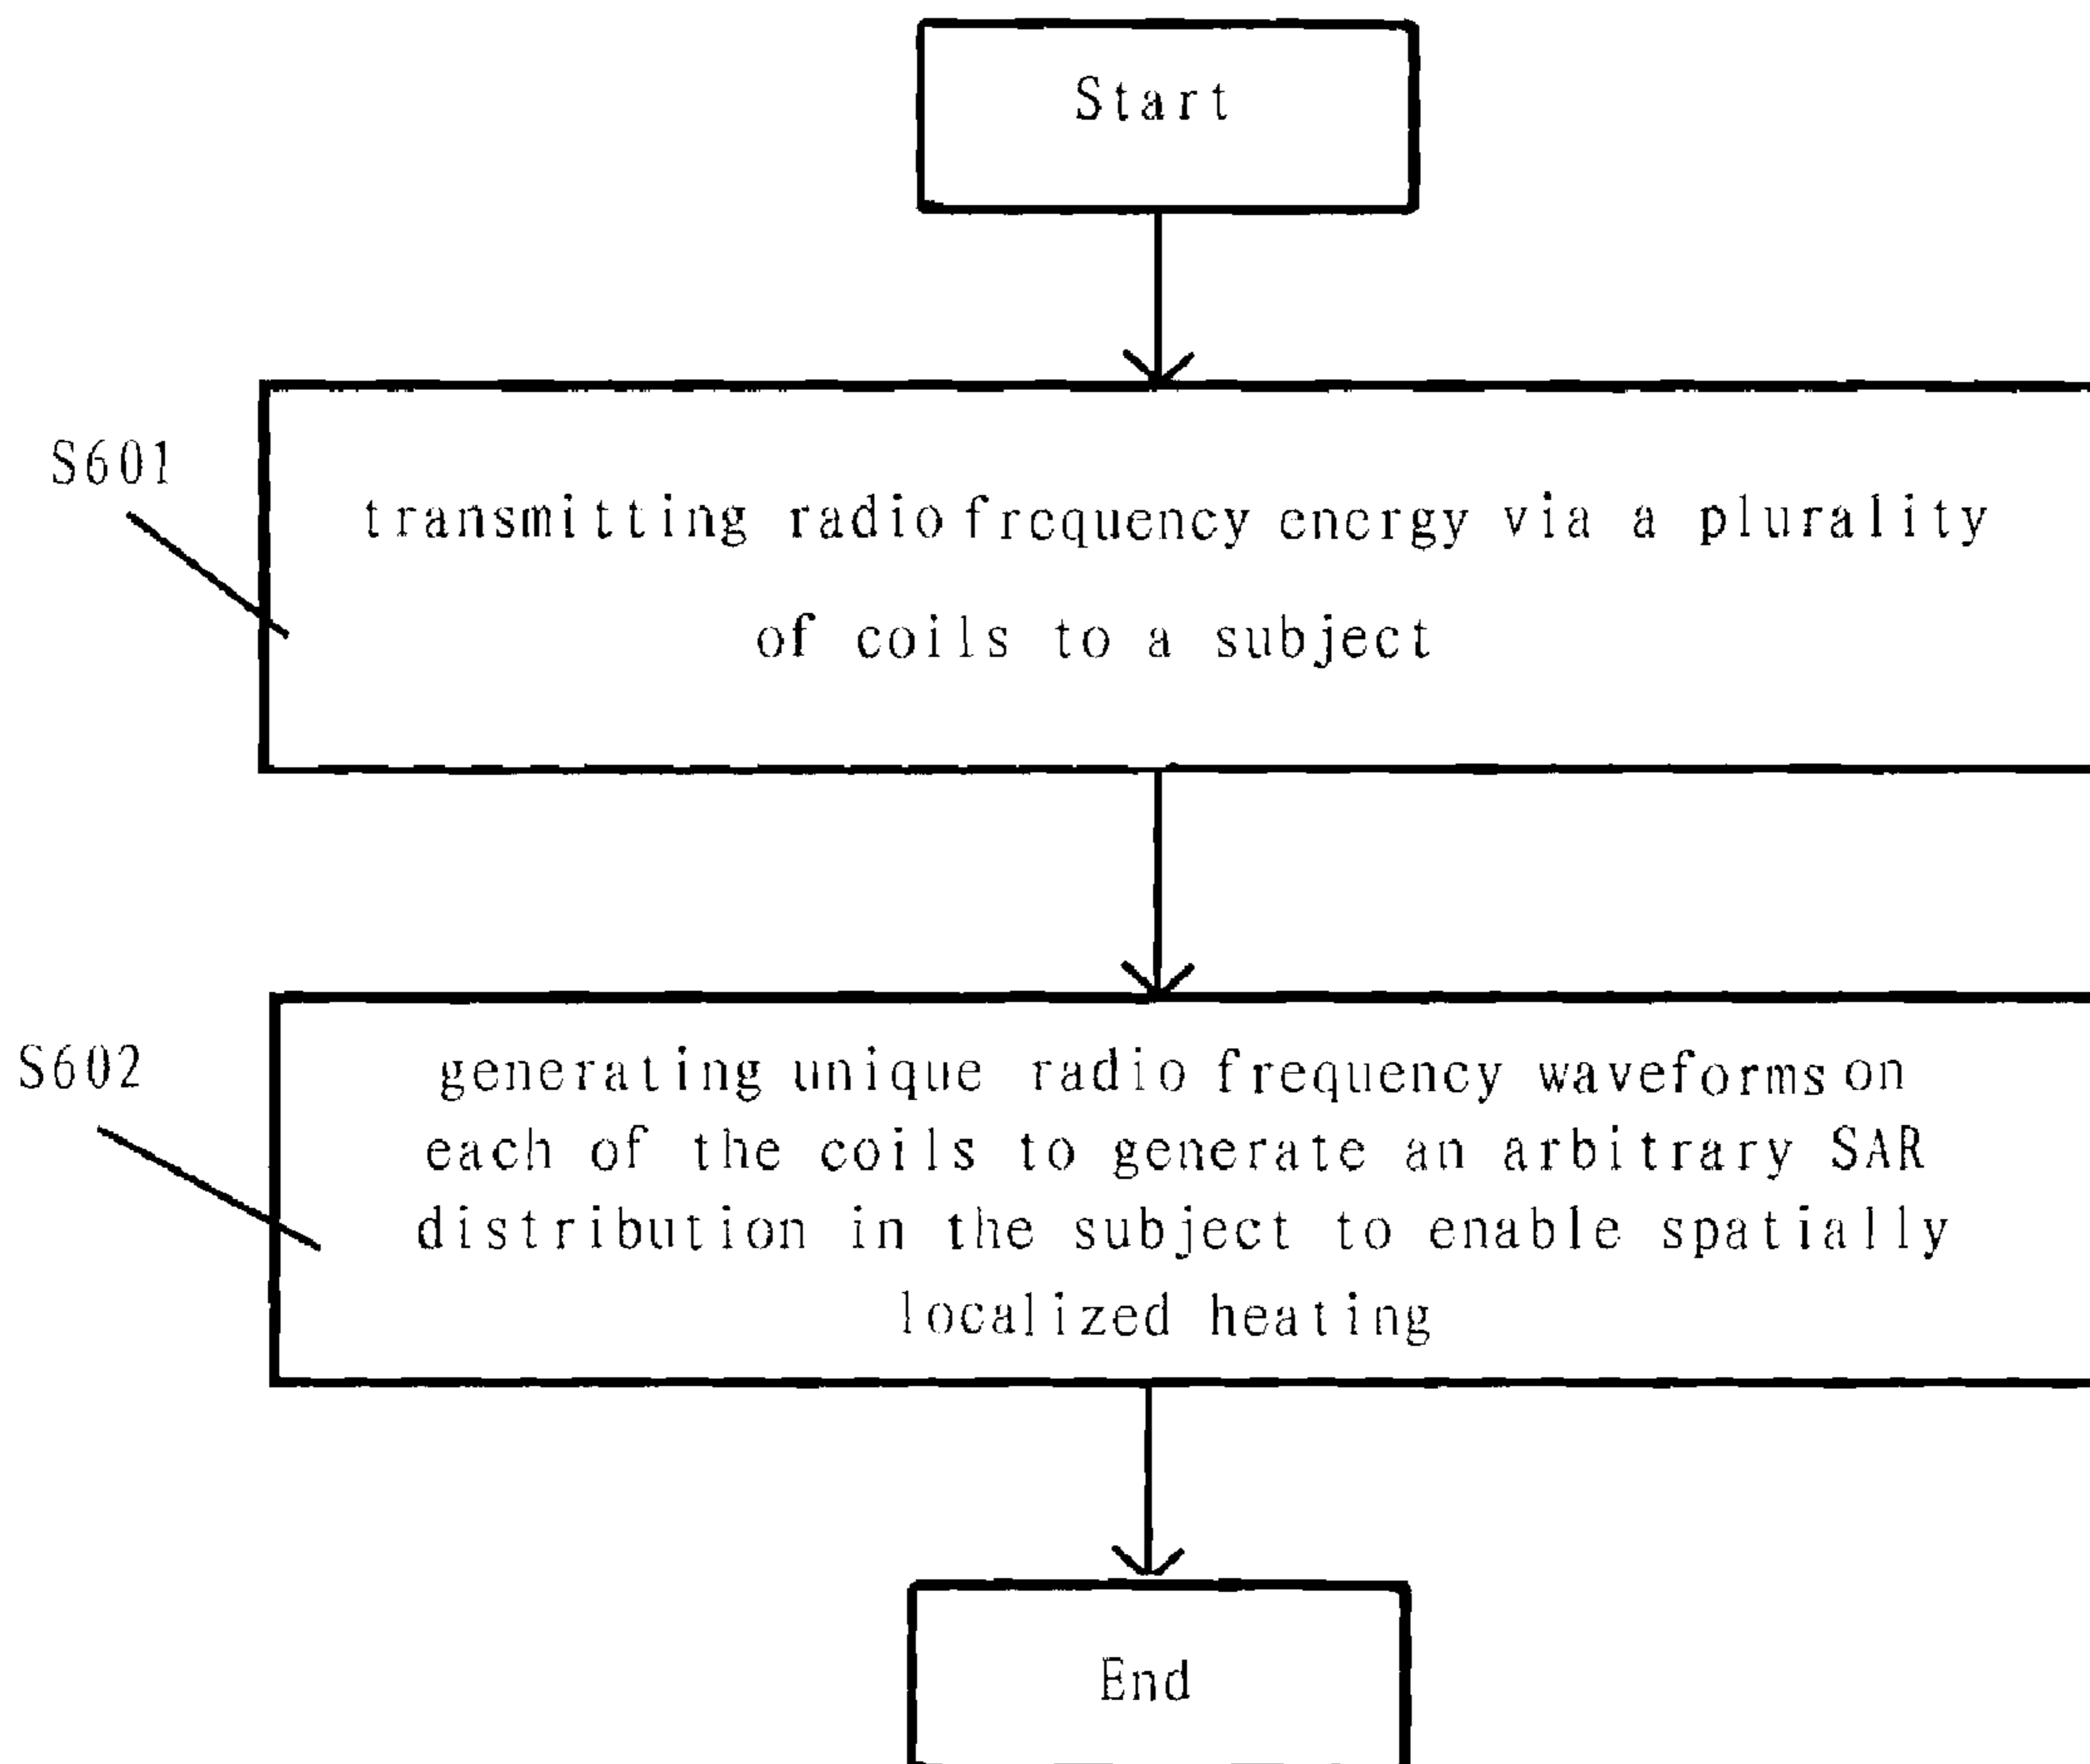 Start
S601
transmitting radio frequency energy via a plurality
of coils to a subject
S602
generating unique radio frequency waveforms on
each of the coils to generate an arbitrary SAR
distribution in the subject to enable spatially
localized heating
End